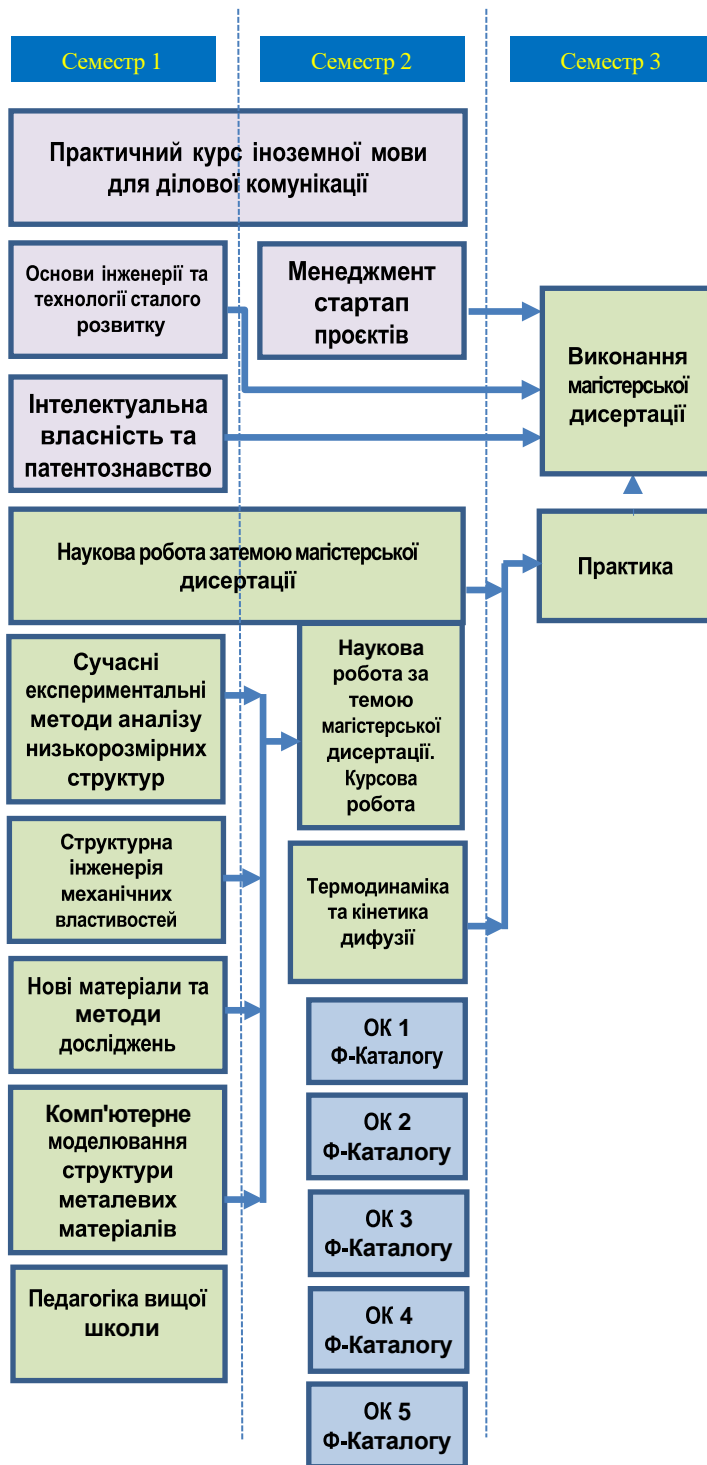 Семестр 1
Семестр 2
Семестр 3
Практичний курс іноземної мови
для ділової комунікації
Основи інженерії та
технології сталого
розвитку
Менеджмент
стартап
проєктів
Виконання
магістерської
дисертації
Інтелектуальна
власність та
патентознавство
Наукова робота затемою магістерської
дисертації
Практика
Сучасні
експериментальні
методи аналізу
низькорозмірних
структур
Наукова
робота за
темою
магістерської
дисертації.
Курсова
робота
Структурна
інженерія
механічних
властивостей
Термодинаміка
та кінетика
дифузії
Нові матеріали та
методи
досліджень
ОК 1
Ф-Каталогу
Комп'ютерне
моделювання
структури
металевих
матеріалів
ОК 2
Ф-Каталогу
ОК 3
Ф-Каталогу
Педагогіка вищої
школи
ОК 4
Ф-Каталогу
ОК 5
Ф-Каталогу